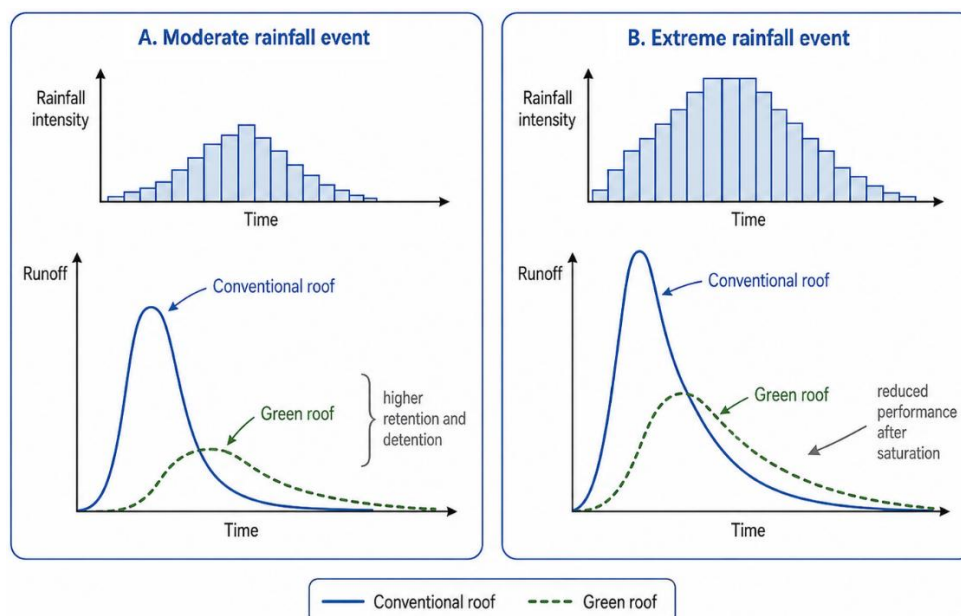 A. Moderate rainfall event
Rainfall
intensity
Time
Runoff
Conventional roof
Green roof
higher
retention and
detention
Time
B. Extreme rainfall event
Rainfall
intensity
Time
Runoff
Conventional roof
Green roof
reduced
performance
after
saturation
Time
Conventional roof
Green roof